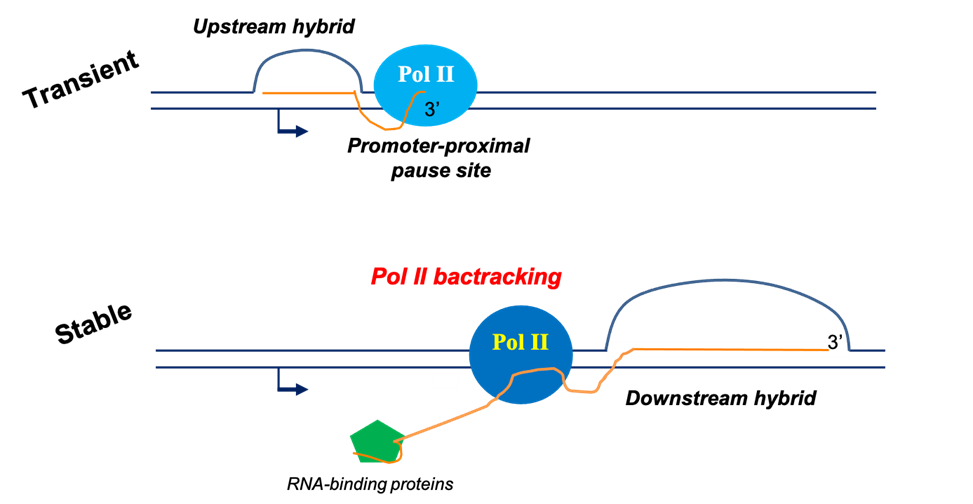 Upstream hybrid
Transient
Pol II
3’
Promoter-proximal
pause site
Pol II bactracking
Stable
Pol II
3’
Downstream hybrid
RNA-binding proteins